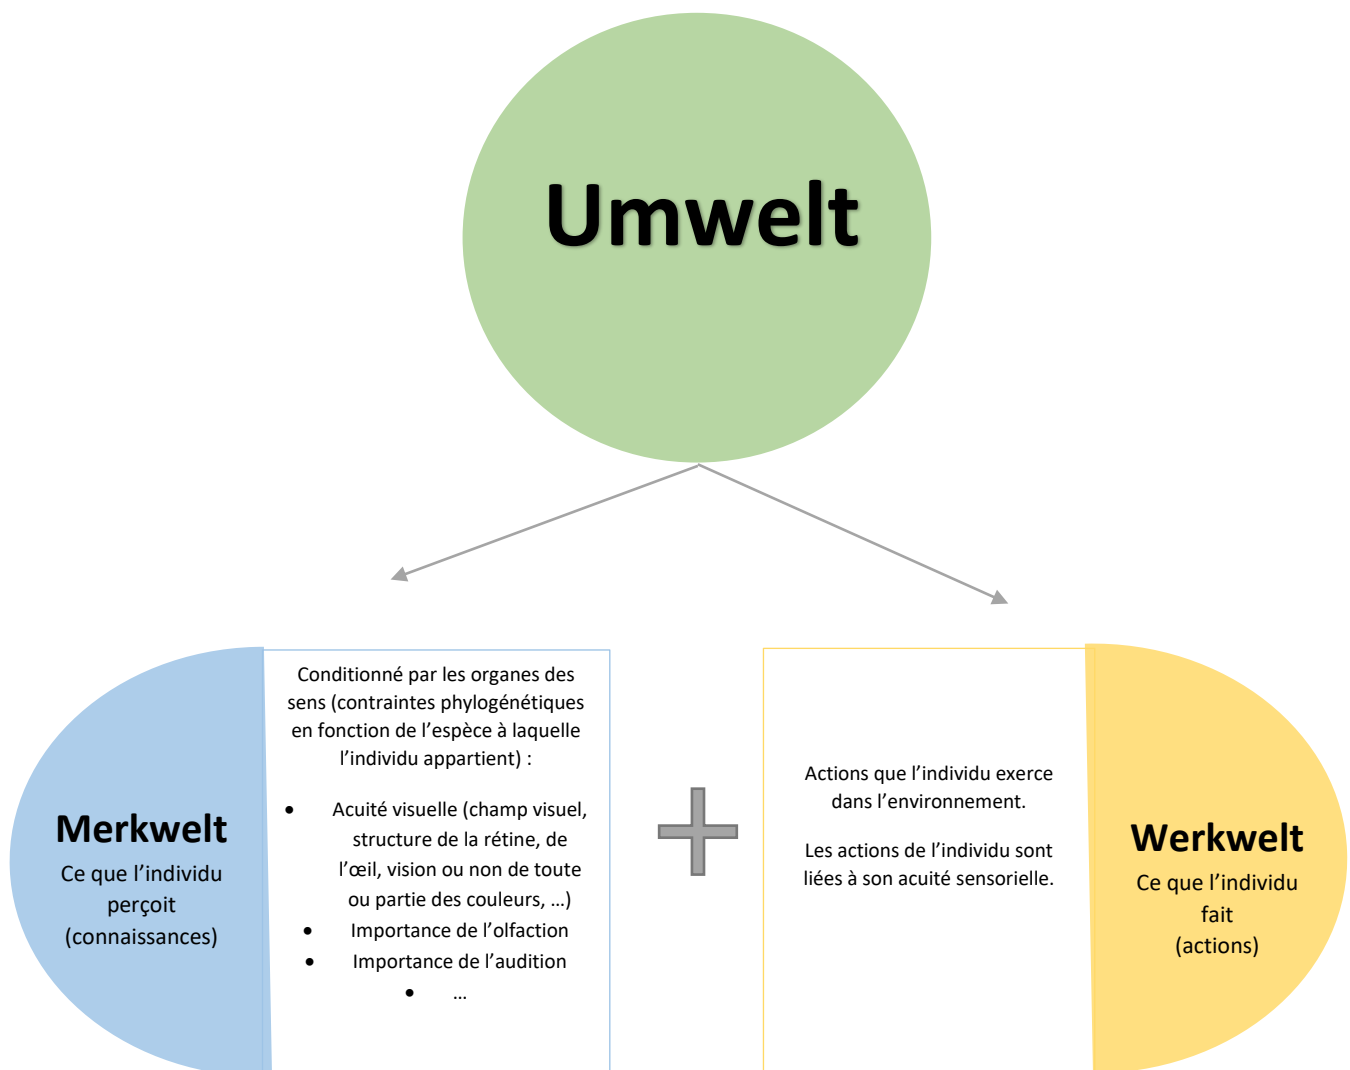 Umwelt
Merkwelt
Ce que l’individu
perçoit
(connaissances)
Conditionné par les organes des
sens (contraintes phylogénétiques
en fonction de l’espèce à laquelle
l’individu appartient) :
• Acuité visuelle (champ visuel,
structure de la rétine, de
l’œil, vision ou non de toute
ou partie des couleurs, …)
• Importance de l’olfaction
• Importance de l’audition
• …
Actions que l’individu exerce
dans l’environnement.
Les actions de l’individu sont
liées à son acuité sensorielle.
Werkwelt
Ce que l’individu
fait
(actions)